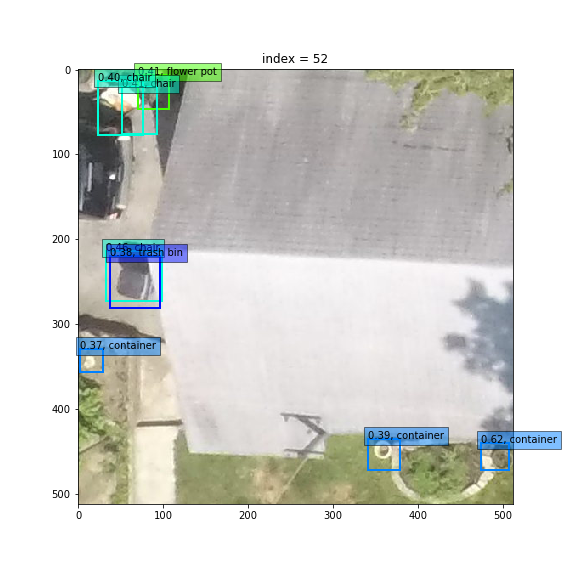 index = 52
0.41, flower pot
0.40, chair
0.41, chair
0.46, chair
0.38, trash bin
0.37, container
0.39, container
0.62, container
0
100
200
300
400
500
0 100 200 300 400 500